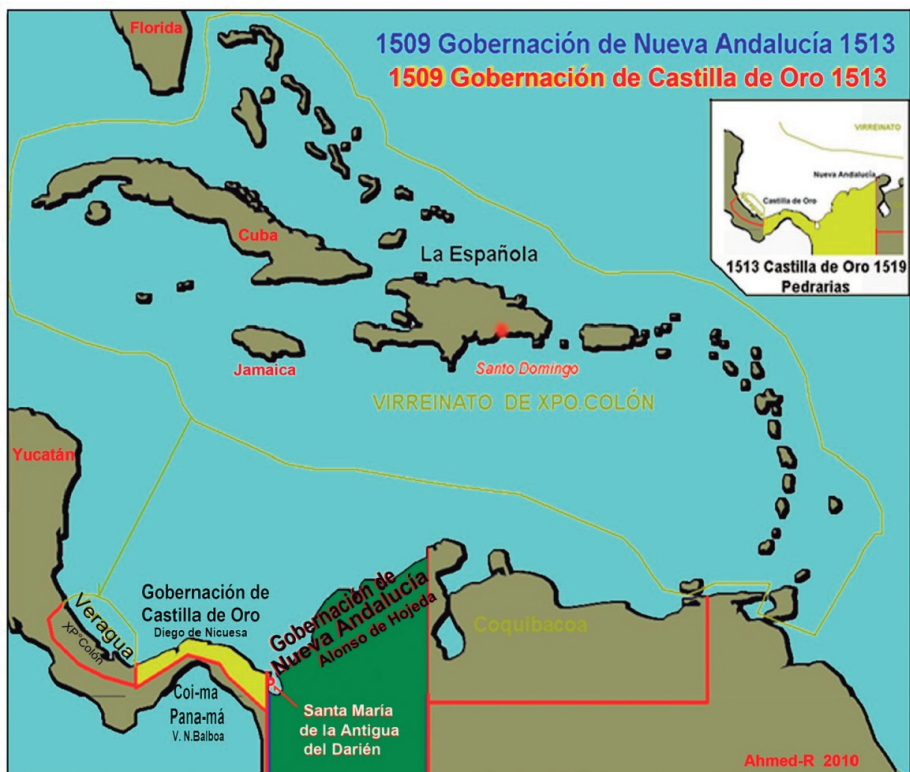 Florida
1509 Gobernación de Nueva Andalucía 1513
1509 Gobernación de Castilla de Oro 1513
VIRREINATO
Nueva Andalucía
Castilla de Oro
1513 Castilla de Oro 1519
Pedrarias
Cuba
La Española
Jamaica
Santo Domingo
VIRREINATO DE XPO.COLÓN
Yucatán
Veragua
XPºColón
Gobernación de
Castilla de Oro
Diego de Nicuesa
Gobernación de
Nueva Andalucía
Alonso de Hojeda
Coquibacoa
Coi-ma
Pana-má
V. N.Balboa
Santa María
de la Antigua
del Darién
Ahmed-R 2010